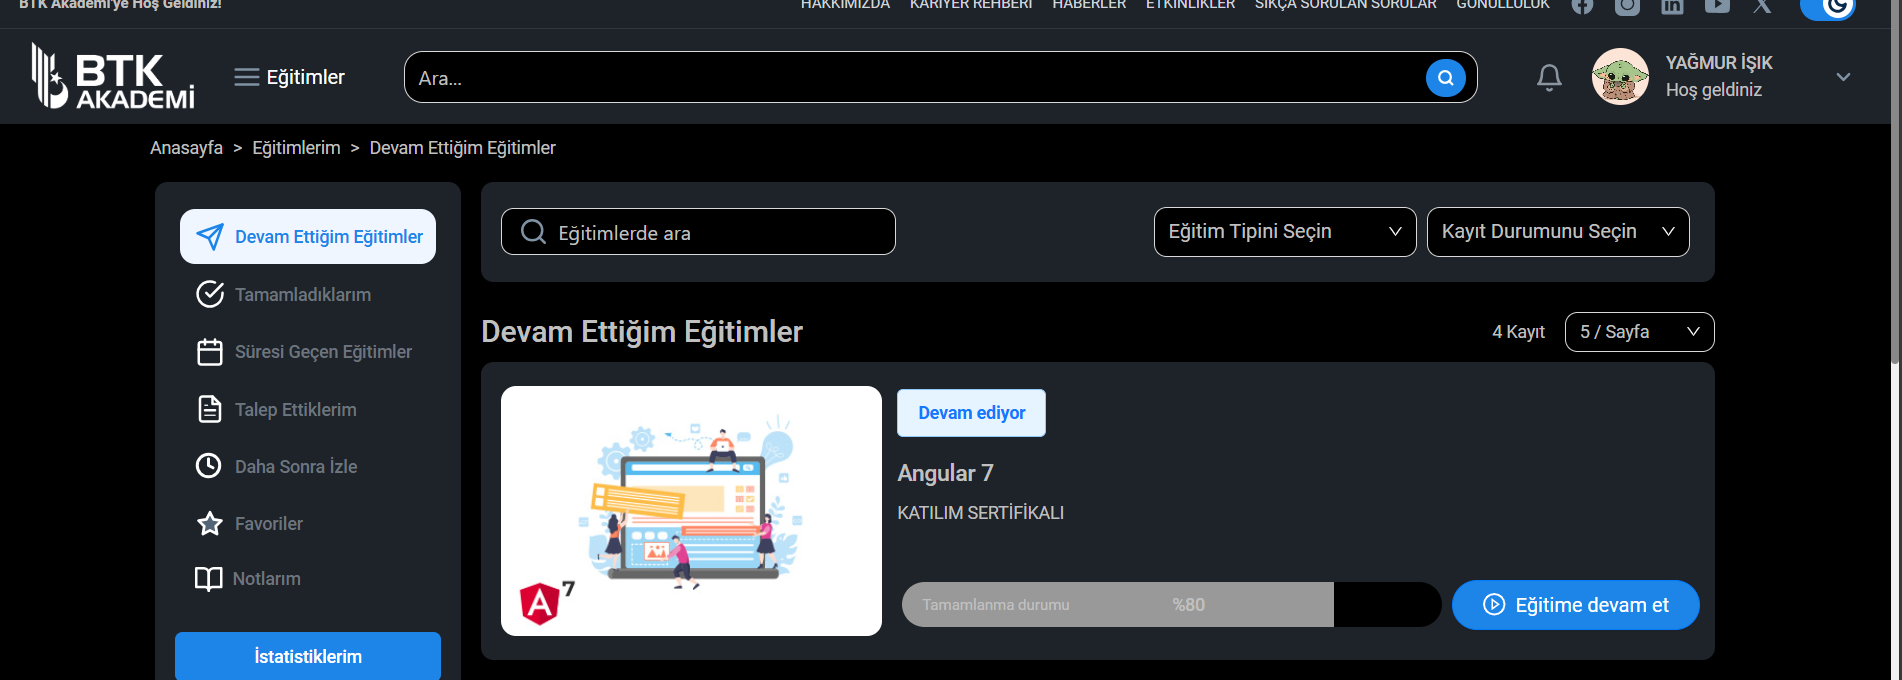 BTK Akademi'ye Hoş Geldiniz!
HAKKIMIZDA KARİYER REHBERİ HABERLER ETKİNLİKLER SIKÇA SORULAN SORULAR GÖNÜLLÜLÜK
BTK AKADEMİ
Eğitimler
Ara...
YAĞMUR İŞIK
Hoş geldiniz
Anasayfa > Eğitimlerim > Devam Ettiğim Eğitimler
Devam Ettiğim Eğitimler
Tamamladıklarım
Süresi Geçen Eğitimler
Talep Ettiklerim
Daha Sonra İzle
Favoriler
Notlarım
İstatistiklerim
Eğitimlerde ara
Eğitim Tipini Seçin
Kayıt Durumunu Seçin
Devam Ettiğim Eğitimler
4 Kayıt
5 / Sayfa
A 7
Devam ediyor
Angular 7
KATILIM SERTİFİKALI
Tamamlanma durumu %80
Eğitime devam et